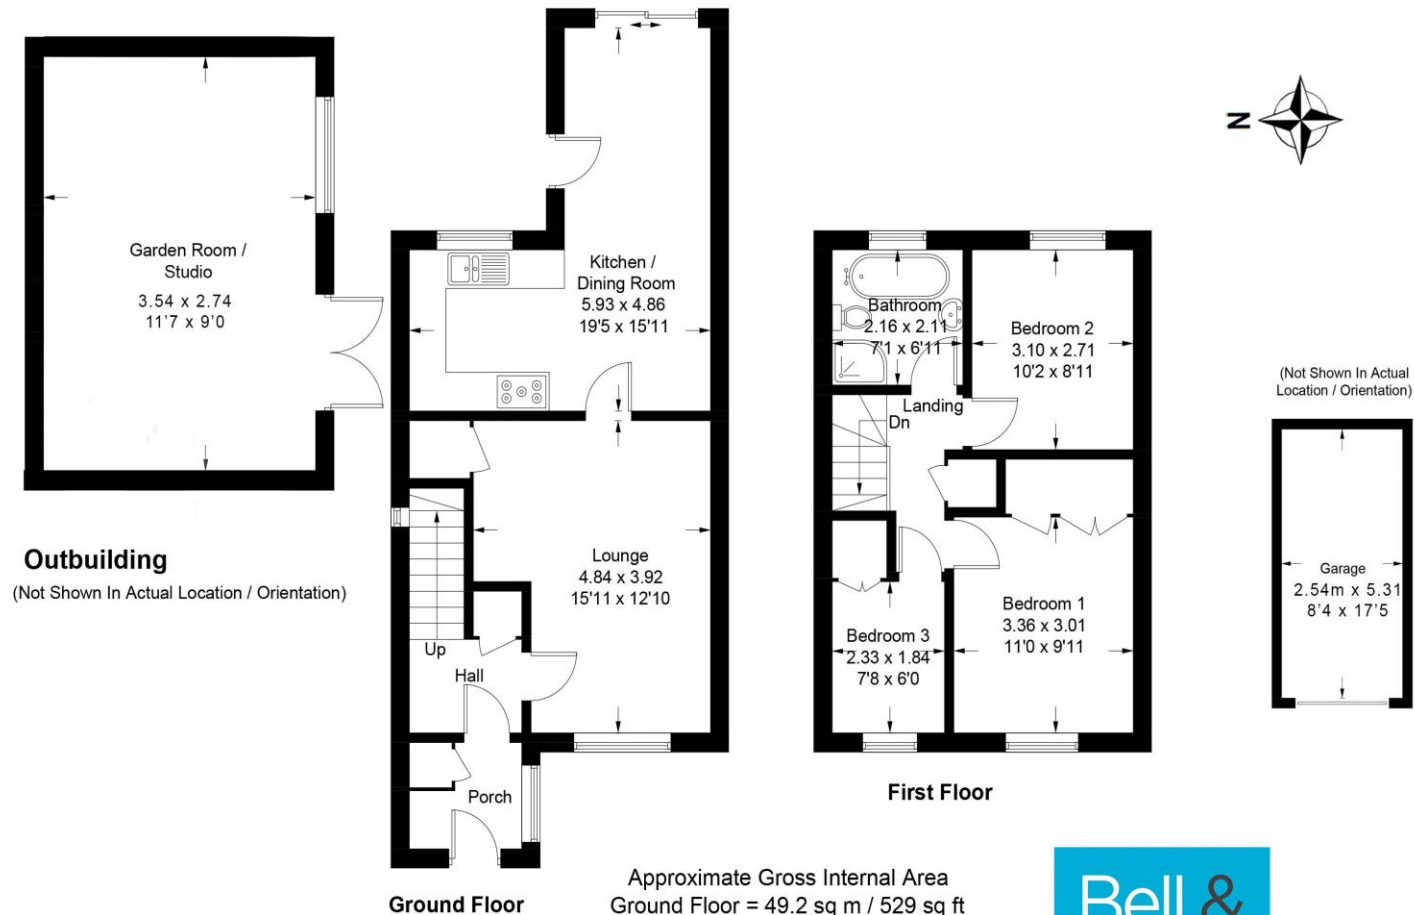 Garden Room /
Studio
3.54 x 2.74
11'7 x 9'0
Outbuilding
(Not Shown In Actual Location / Orientation)
Kitchen /
Dining Room
5.93 x 4.86
19'5 x 15'11
Lounge
4.84 x 3.92
15'11 x 12'10
Up
Hall
Porch
Ground Floor
N
Bathroom
2.16 x 2.11
7'1 x 6'11
Bedroom 2
3.10 x 2.71
10'2 x 8'11
Landing
Dn
Bedroom 1
3.36 x 3.01
11'0 x 9'11
Bedroom 3
2.33 x 1.84
7'8 x 6'0
First Floor
(Not Shown In Actual
Location / Orientation)
Garage
2.54m x 5.31
8'4 x 17'5
Approximate Gross Internal Area
Ground Floor = 49.2 sq m / 529 sq ft
Bell &